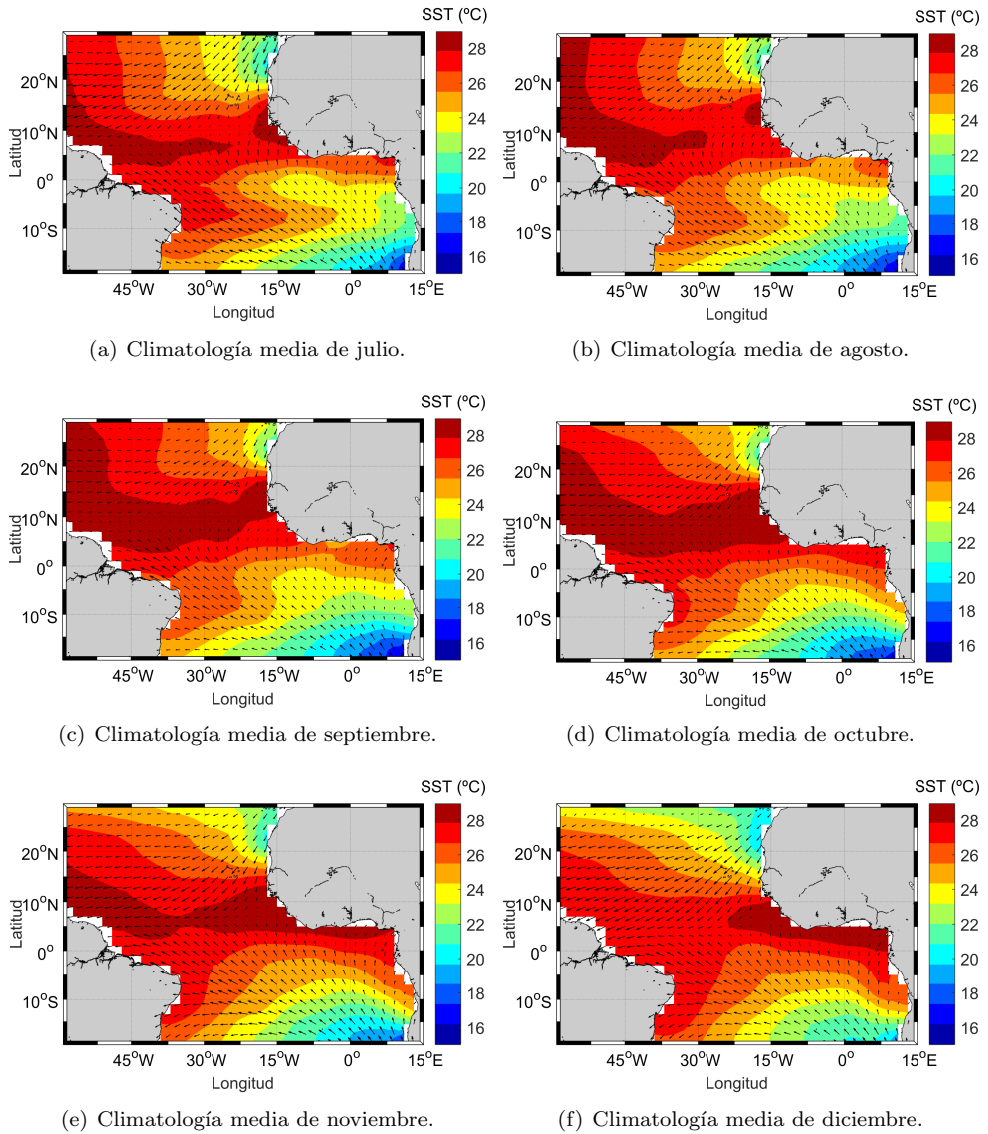 SST (ºC)
28
26
24
22
20
18
16
20ºN
10ºN
0º
10ºS
Latitud
45ºW
30ºW
15ºW
0º
15ºE
Longitud
(a) Climatología media de julio.
SST (ºC)
28
26
24
22
20
18
16
20ºN
10ºN
0º
10ºS
Latitud
45ºW
30ºW
15ºW
0º
15ºE
Longitud
(b) Climatología media de agosto.
SST (ºC)
28
26
24
22
20
18
16
20ºN
10ºN
0º
10ºS
Latitud
45ºW
30ºW
15ºW
0º
15ºE
Longitud
(c) Climatología media de septiembre.
SST (ºC)
28
26
24
22
20
18
16
20ºN
10ºN
0º
10ºS
Latitud
45ºW
30ºW
15ºW
0º
15ºE
Longitud
(d) Climatología media de octubre.
SST (ºC)
28
26
24
22
20
18
16
20ºN
10ºN
0º
10ºS
Latitud
45ºW
30ºW
15ºW
0º
15ºE
Longitud
(e) Climatología media de noviembre.
SST (ºC)
28
26
24
22
20
18
16
20ºN
10ºN
0º
10ºS
Latitud
45ºW
30ºW
15ºW
0º
15ºE
Longitud
(f) Climatología media de diciembre.